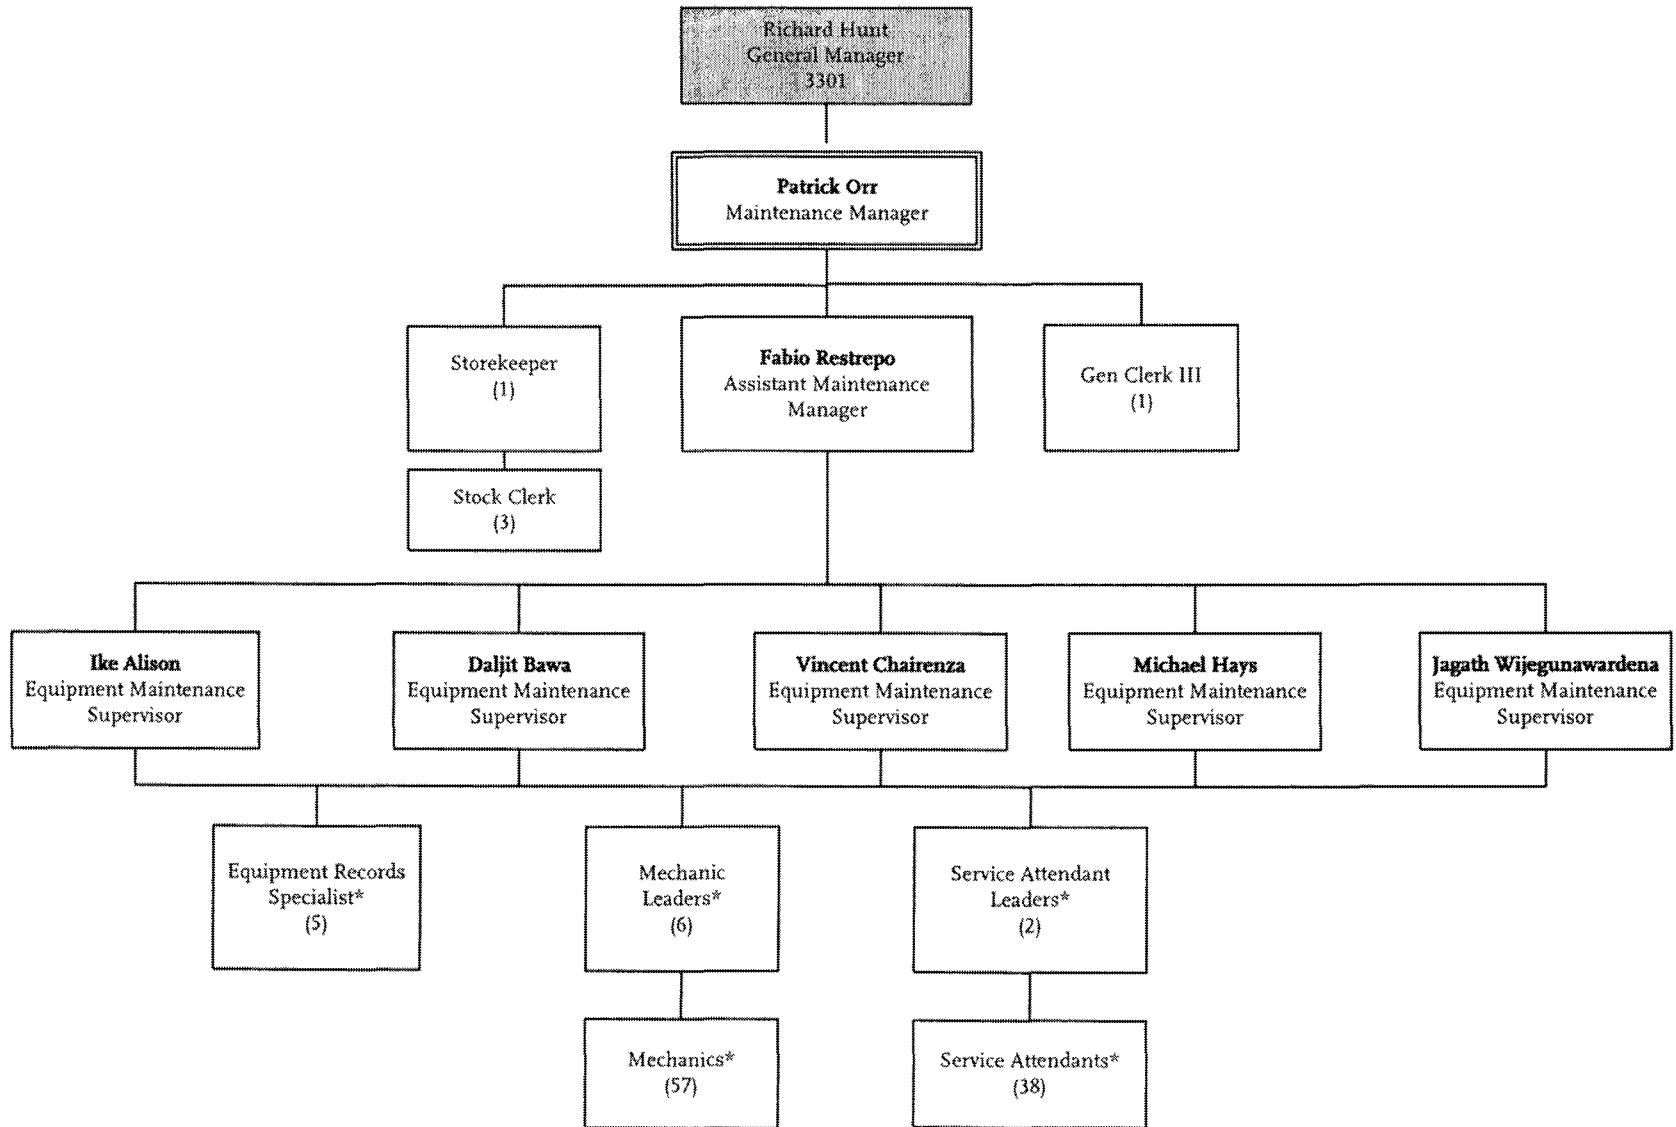 Richard Hunt
General Manager
3301
Patrick Orr
Maintenance Manager
Storekeeper
(1)
Fabio Restrepo
Assistant Maintenance
Manager
Gen Clerk III
(1)
Stock Clerk
(3)
Ike Alison
Equipment Maintenance
Supervisor
Daljit Bawa
Equipment Maintenance
Supervisor
Vincent Chairenza
Equipment Maintenance
Supervisor
Michael Hays
Equipment Maintenance
Supervisor
Jagath Wijegunawardena
Equipment Maintenance
Supervisor
Equipment Records
Specialist*
(5)
Mechanic
Leaders*
(6)
Service Attendant
Leaders*
(2)
Mechanics*
(57)
Service Attendants*
(38)